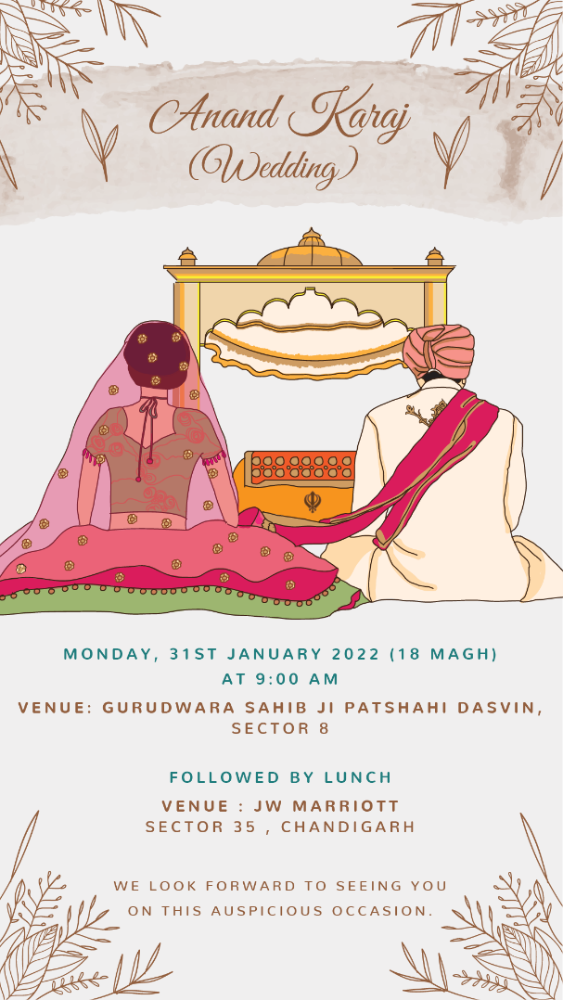 Anand Karaj
(Wedding)
MONDAY, 31ST JANUARY 2022 (18 MAGH)
AT 9:00 AM
VENUE: GURUDWARA SAHIB JI PATSHAHI DASVIN,
SECTOR 8
FOLLOWED BY LUNCH
VENUE : JW MARRIOTT
SECTOR 35 , CHANDIGARH
WE LOOK FORWARD TO SEEING YOU
ON THIS AUSPICIOUS OCCASION.